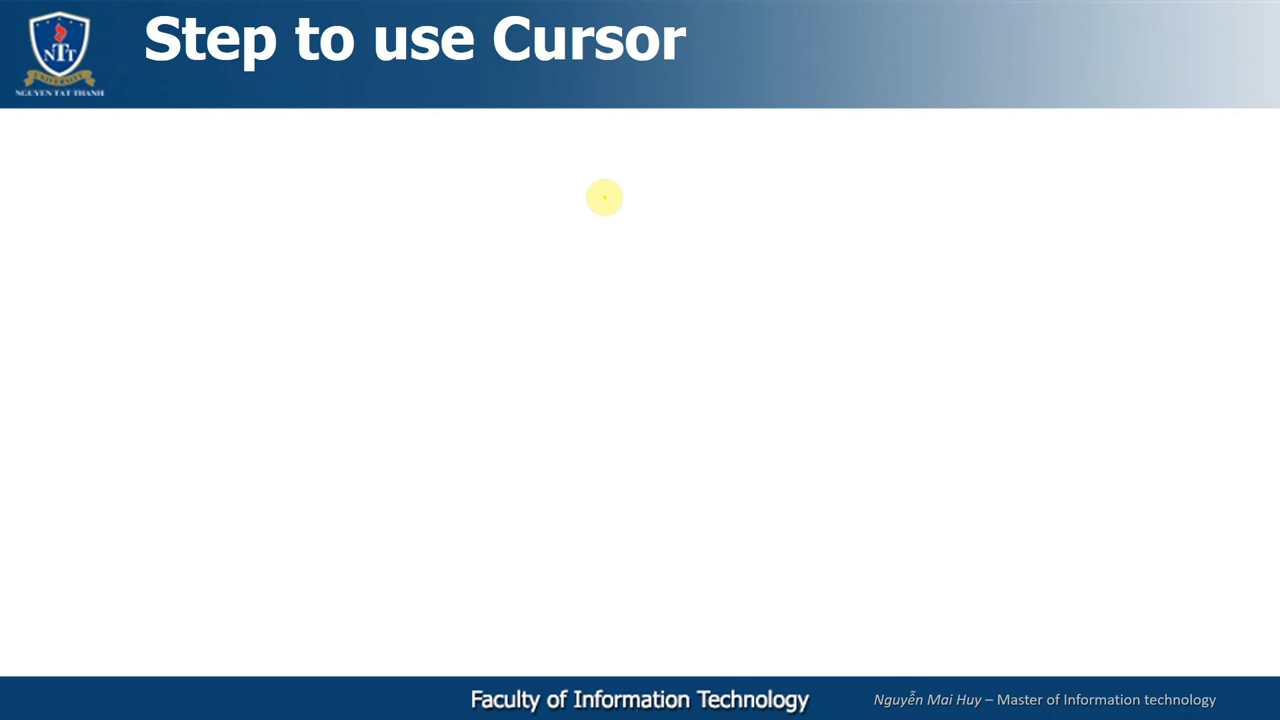 Step to use Cursor
NTT
UNIVERSITY
NGUYEN TAT THANH
Faculty of Information Technology
Nguyễn Mai Huy – Master of Information technology